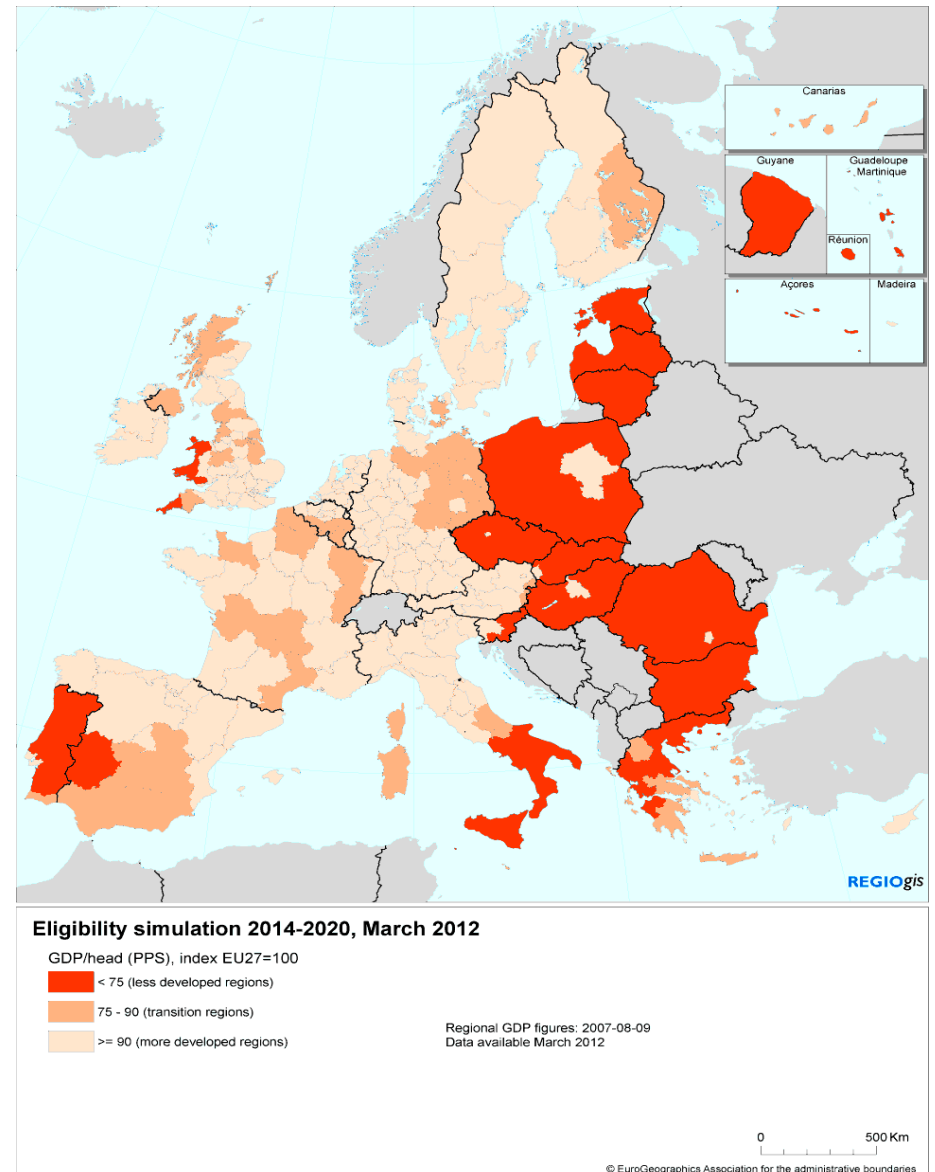 Canarias
Guyane
Guadeloupe
Martinique
Réunion
Açores
Madeira
REGIOgis
Eligibility simulation 2014-2020, March 2012
GDP/head (PPS), index EU27=100
< 75 (less developed regions)
75 - 90 (transition regions)
>= 90 (more developed regions)
Regional GDP figures: 2007-08-09
Data available March 2012
0 500 Km
© EuroGeographics Association for the administrative boundaries